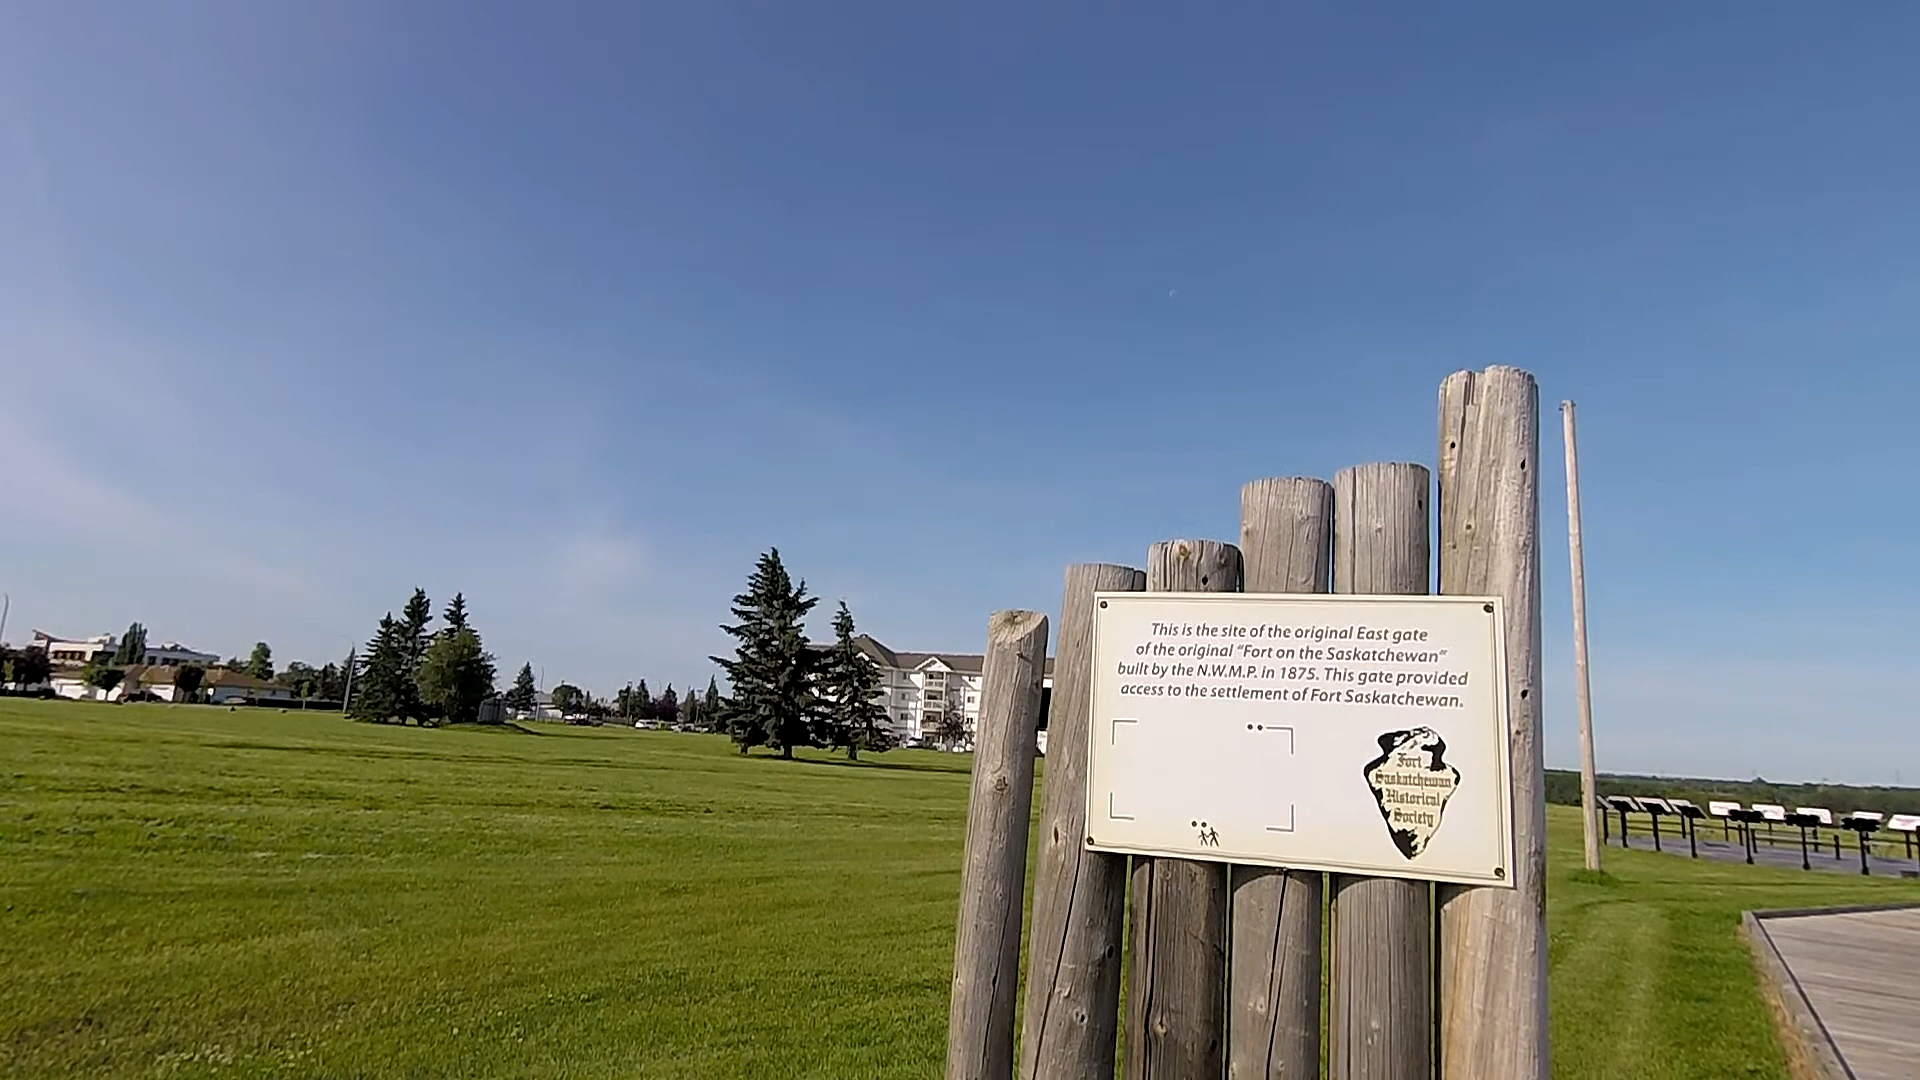 This is the site of the original East gate
of the original "Fort on the Saskatchewan"
built by the N.W.M.P. in 1875. This gate provided
access to the settlement of Fort Saskatchewan.
Fort
Saskatchewan
Historical
Society